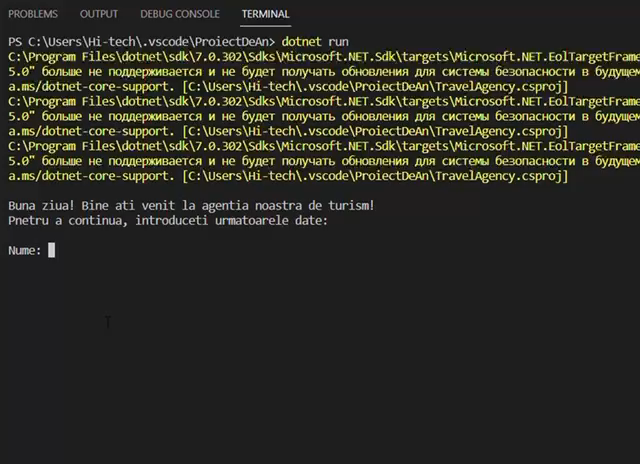 PROBLEMS OUTPUT DEBUG CONSOLE TERMINAL
PS C:\Users\Hi-tech\.vscode\ProiectDeAn> dotnet run
C:\Program Files\dotnet\sdk\7.0.302\Sdks\Microsoft.NET.Sdk\targets\Microsoft.NET.EolTargetFrame
5.0" больше не поддерживается и не будет получать обновления для системы безопасности в будущем
a.ms/dotnet-core-support. [C:\Users\Hi-tech\.vscode\ProiectDeAn\TravelAgency.csproj]
C:\Program Files\dotnet\sdk\7.0.302\Sdks\Microsoft.NET.Sdk\targets\Microsoft.NET.EolTargetFrame
5.0" больше не поддерживается и не будет получать обновления для системы безопасности в будущем
a.ms/dotnet-core-support. [C:\Users\Hi-tech\.vscode\ProiectDeAn\TravelAgency.csproj]
C:\Program Files\dotnet\sdk\7.0.302\Sdks\Microsoft.NET.Sdk\targets\Microsoft.NET.EolTargetFrame
5.0" больше не поддерживается и не будет получать обновления для системы безопасности в будущем
a.ms/dotnet-core-support. [C:\Users\Hi-tech\.vscode\ProiectDeAn\TravelAgency.csproj]
Buna ziua! Bine ati venit la agentia noastra de turism!
Pnetru a continua, introduceti urmatoarele date:
Nume: